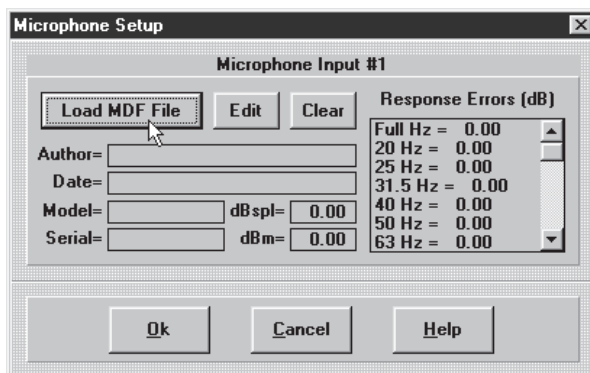 Microphone Setup
Microphone Input #1
Load MDF File Edit Clear
Response Errors (dB)
Full Hz = 0.00
20 Hz = 0.00
25 Hz = 0.00
31.5 Hz = 0.00
40 Hz = 0.00
50 Hz = 0.00
63 Hz = 0.00
Author=
Date=
Model= dBspl= 0.00
Serial= dBm= 0.00
Ok Cancel Help